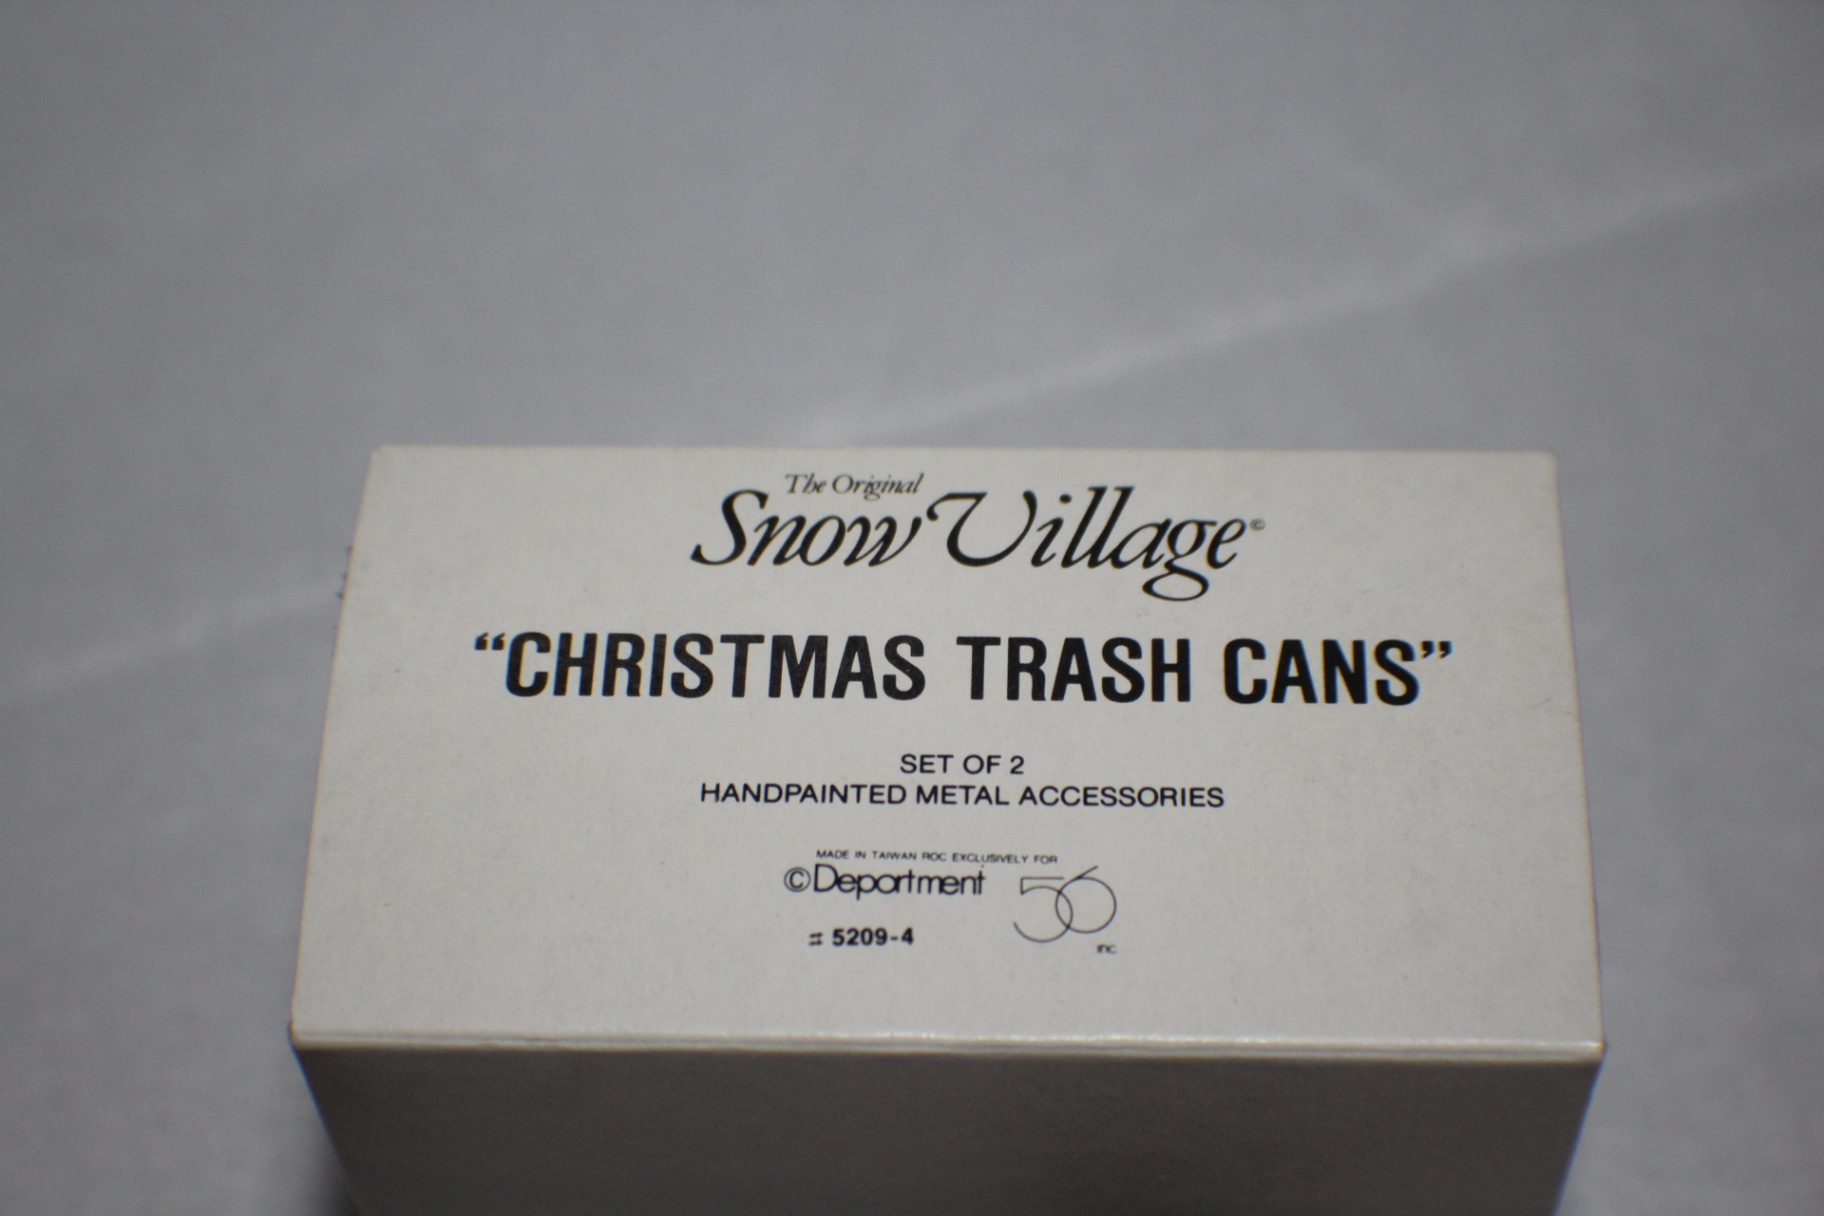 The Original
Snow Village©
“CHRISTMAS TRASH CANS”
SET OF 2
HANDPAINTED METAL ACCESSORIES
MADE IN TAIWAN ROC EXCLUSIVELY FOR
©Department 56 inc
# 5209-4